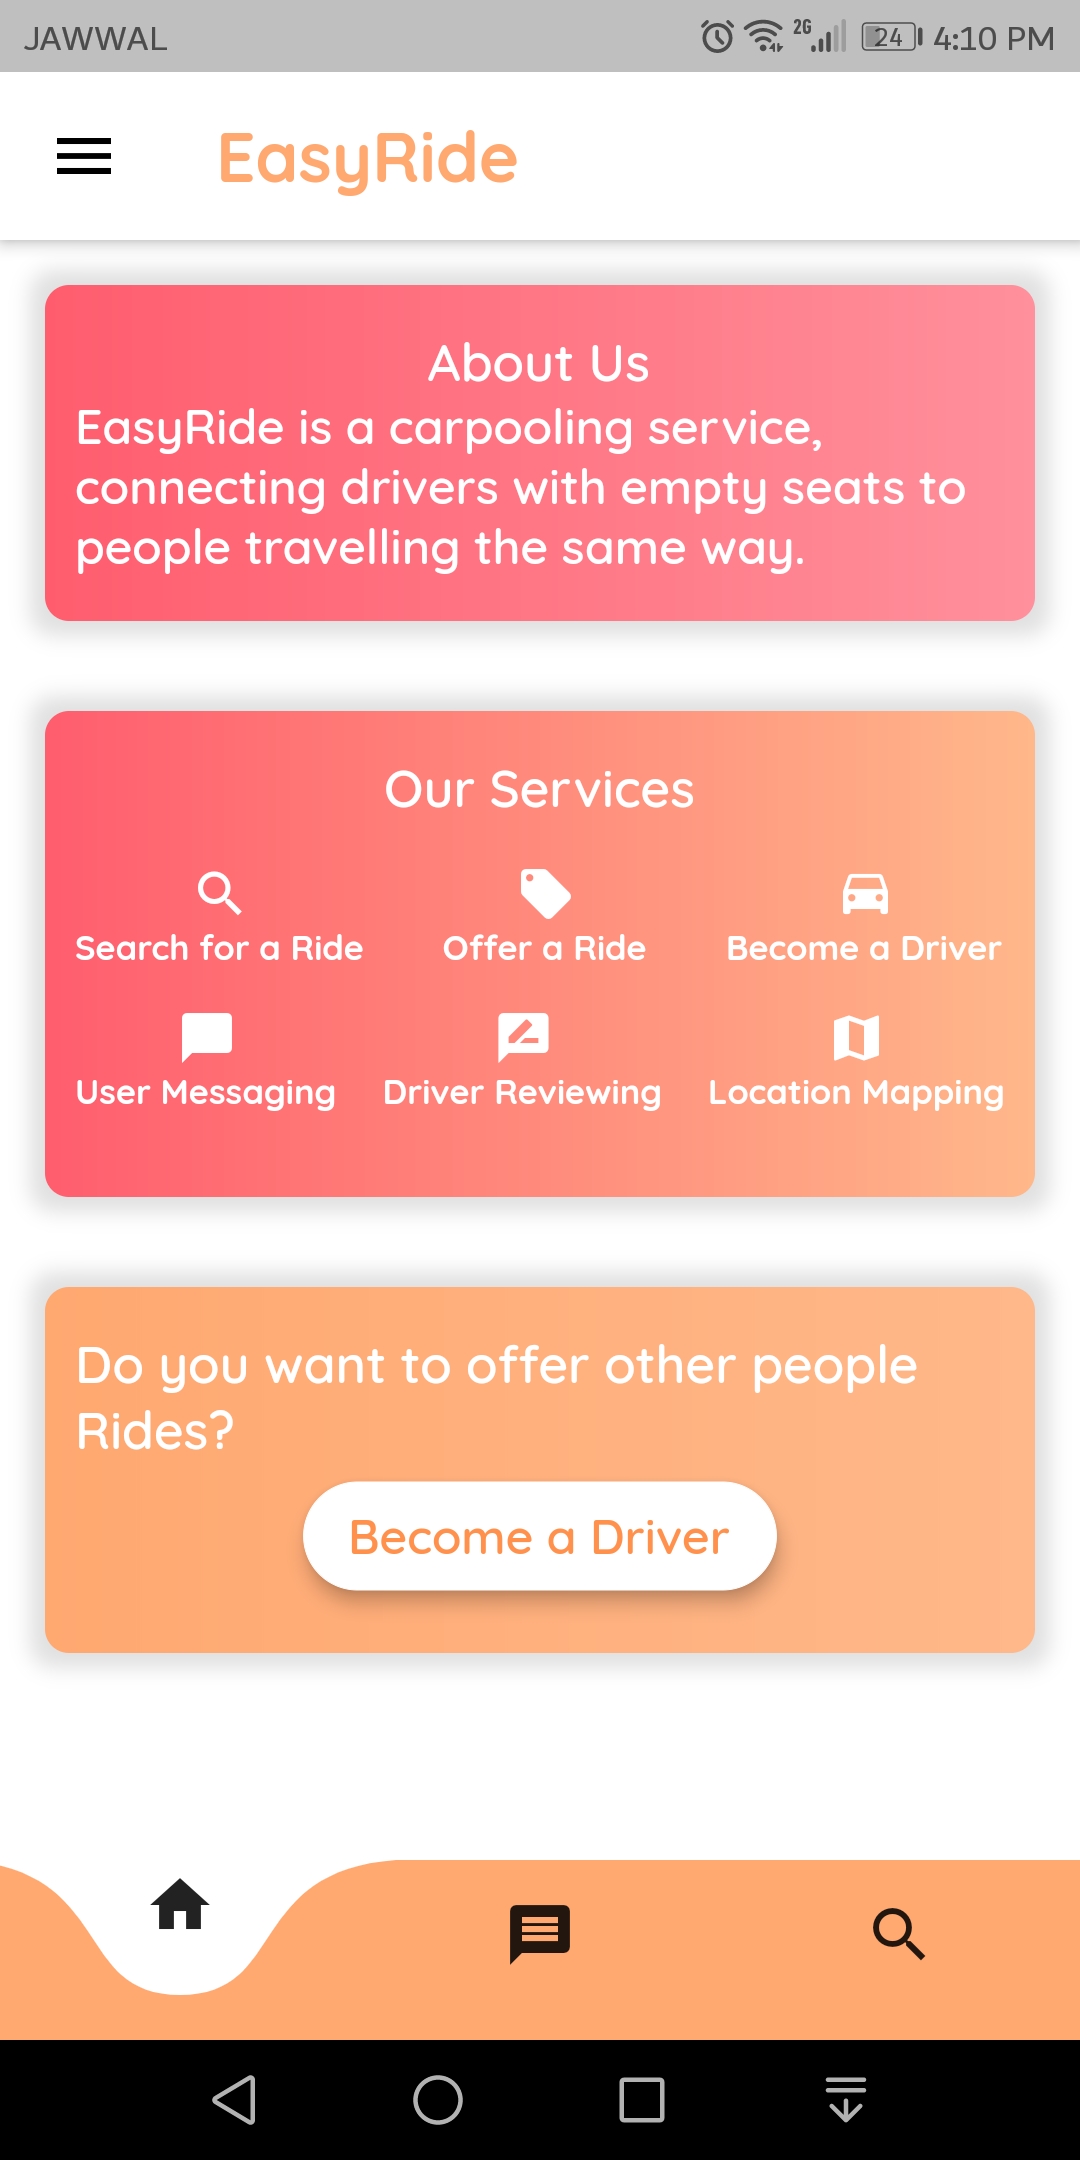 JAWWAL 2G 24 4:10 PM
EasyRide
About Us
EasyRide is a carpooling service,
connecting drivers with empty seats to
people travelling the same way.
Our Services
Search for a Ride Offer a Ride Become a Driver
User Messaging Driver Reviewing Location Mapping
Do you want to offer other people
Rides?
Become a Driver